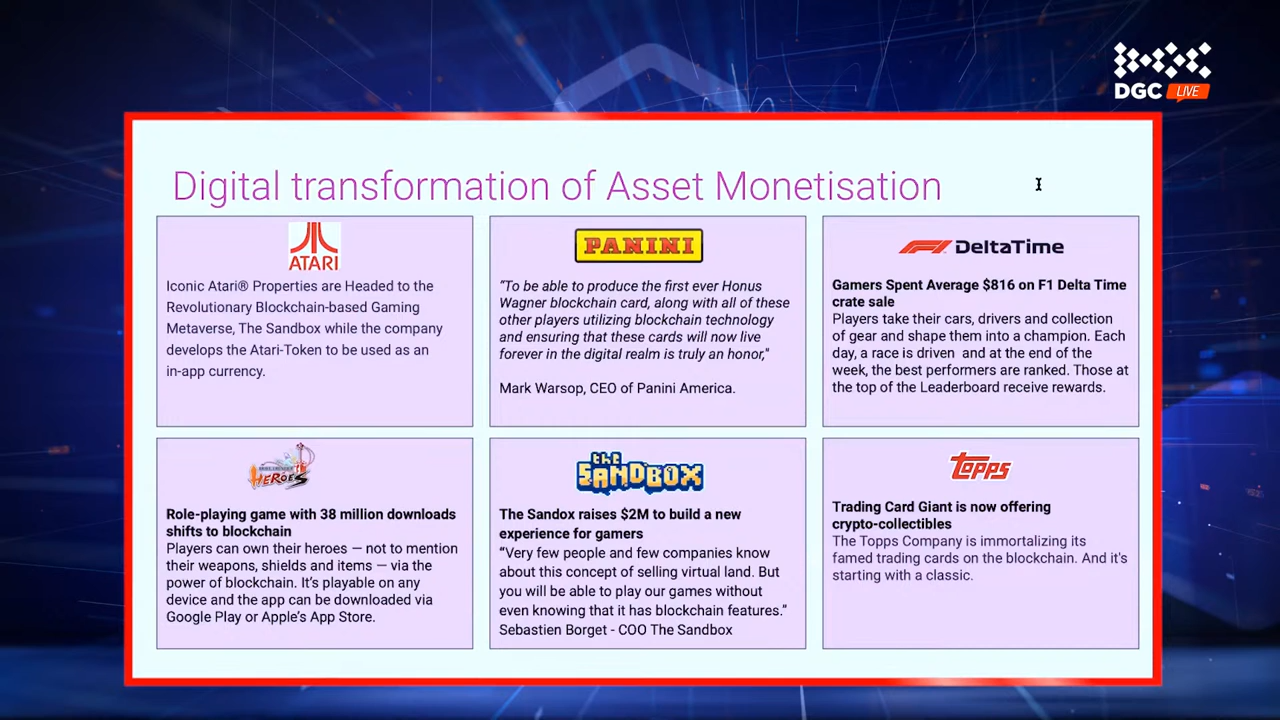 DGC LIVE
Digital transformation of Asset Monetisation
ATARI
Iconic Atari® Properties are Headed to the
Revolutionary Blockchain-based Gaming
Metaverse, The Sandbox while the company
develops the Atari-Token to be used as an
in-app currency.
PANINI
"To be able to produce the first ever Honus
Wagner blockchain card, along with all of these
other players utilizing blockchain technology
and ensuring that these cards will now live
forever in the digital realm is truly an honor,"
Mark Warsop, CEO of Panini America.
F1 DeltaTime
Gamers Spent Average $816 on F1 Delta Time
crate sale
Players take their cars, drivers and collection
of gear and shape them into a champion. Each
day, a race is driven and at the end of the
week, the best performers are ranked. Those at
the top of the Leaderboard receive rewards.
HEROES
Role-playing game with 38 million downloads
shifts to blockchain
Players can own their heroes — not to mention
their weapons, shields and items — via the
power of blockchain. It's playable on any
device and the app can be downloaded via
Google Play or Apple's App Store.
the
SANDBOX
The Sandox raises $2M to build a new
experience for gamers
“Very few people and few companies know
about this concept of selling virtual land. But
you will be able to play our games without
even knowing that it has blockchain features.”
Sebastien Borget - COO The Sandbox
topps
Trading Card Giant is now offering
crypto-collectibles
The Topps Company is immortalizing its
famed trading cards on the blockchain. And it's
starting with a classic.